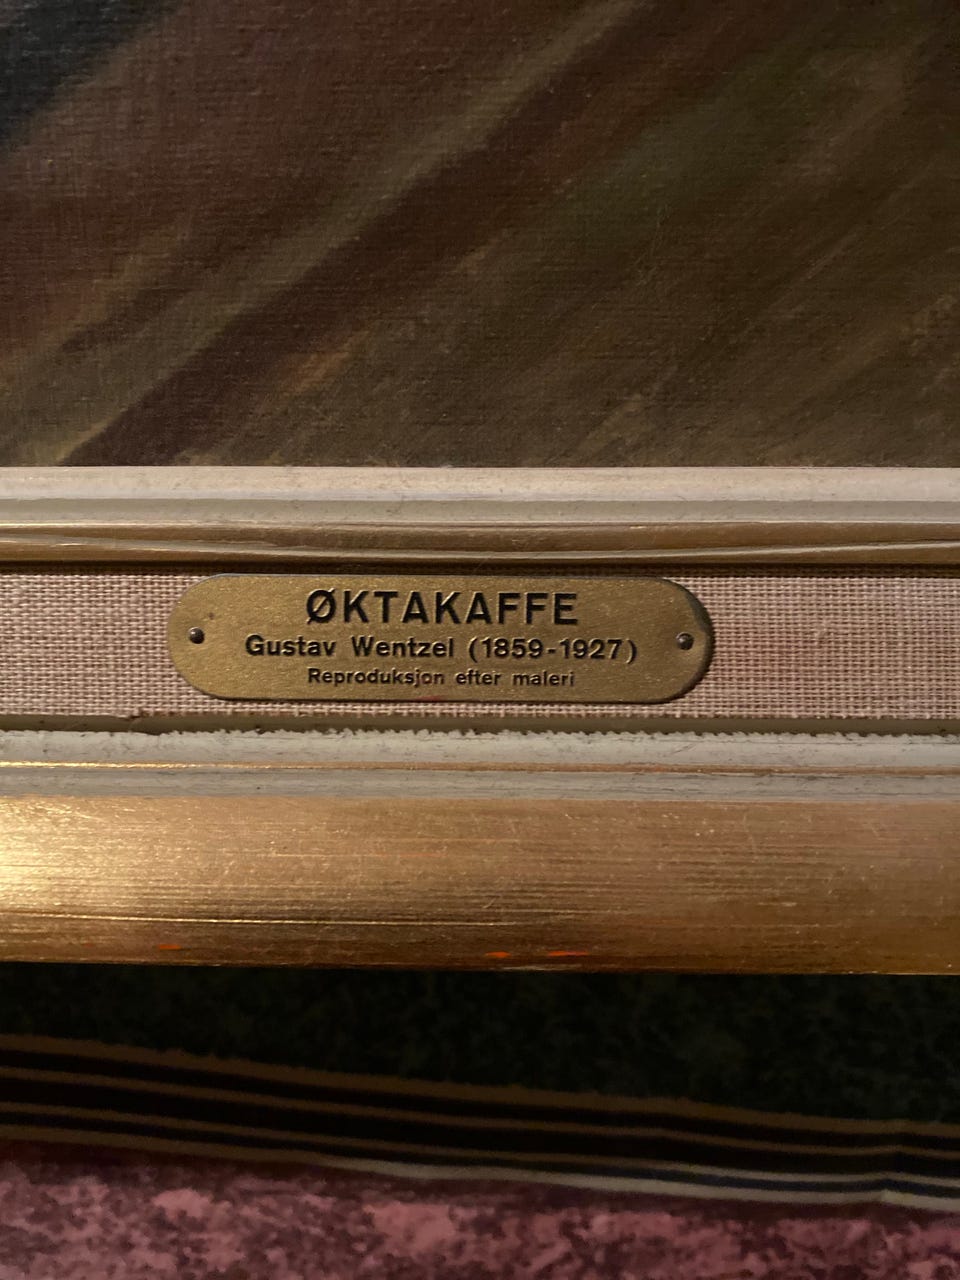 ØKTAKAFFE
Gustav Wentzel (1859-1927)
Reproduksjon efter maleri